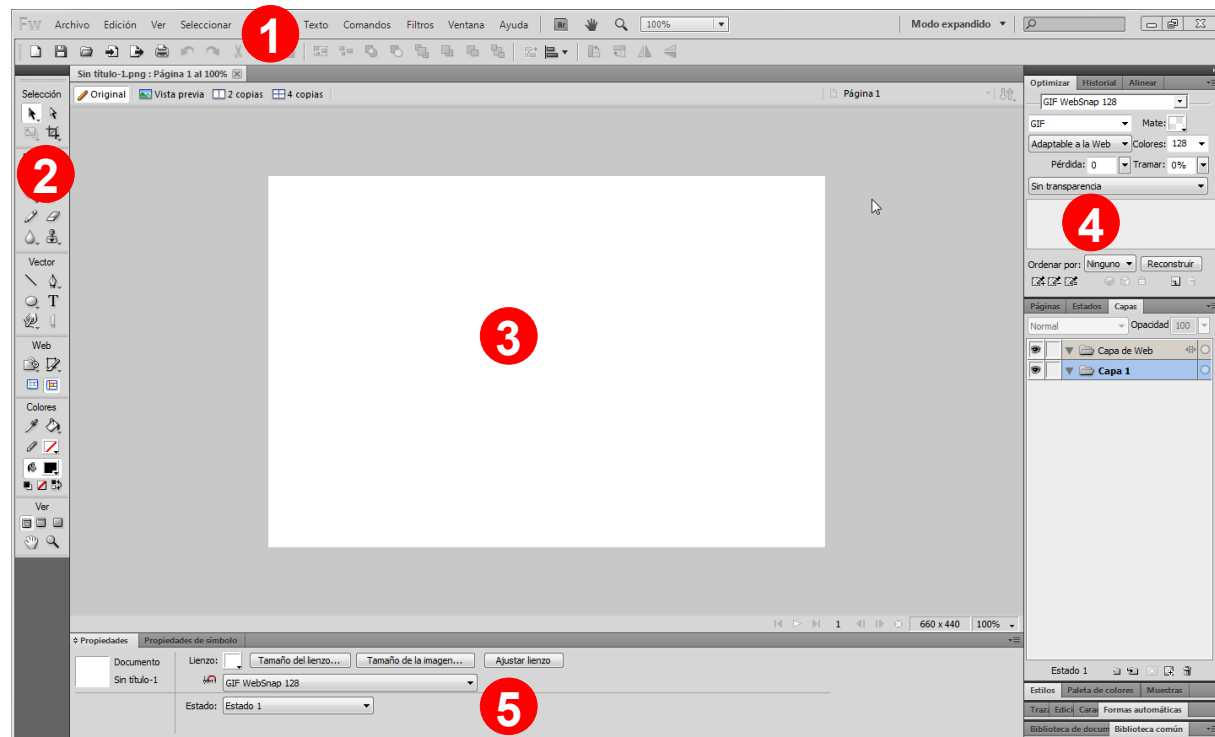 Fw Archivo Edición Ver Seleccionar Texto Comandos Filtros Ventana Ayuda Br 100% Modo expandido
1
Sin título-1.png : Página 1 al 100%
Original Vista previa 2 copias 4 copias Página 1
Selección
2
Vector
T
Web
Colores
Ver
3
660 x 440 100%
1
Optimizar Historial Alinear
GIF WebSnap 128
GIF Mate:
Adaptable a la Web Colores: 128
Pérdida: 0 Tramar: 0%
Sin transparencia
4
Ordenar por: Ninguno Reconstruir
Páginas Estados Capas
Normal Opacidad 100
Capa de Web
Capa 1
Estado 1
Estilos Paleta de colores Muestras
Formas automáticas
Biblioteca de docum Biblioteca común
Propiedades Propiedades de símbolo
Documento Lienzo: Tamaño del lienzo... Tamaño de la imagen... Ajustar lienzo
Sin título-1 GIF WebSnap 128
Estado: Estado 1
5